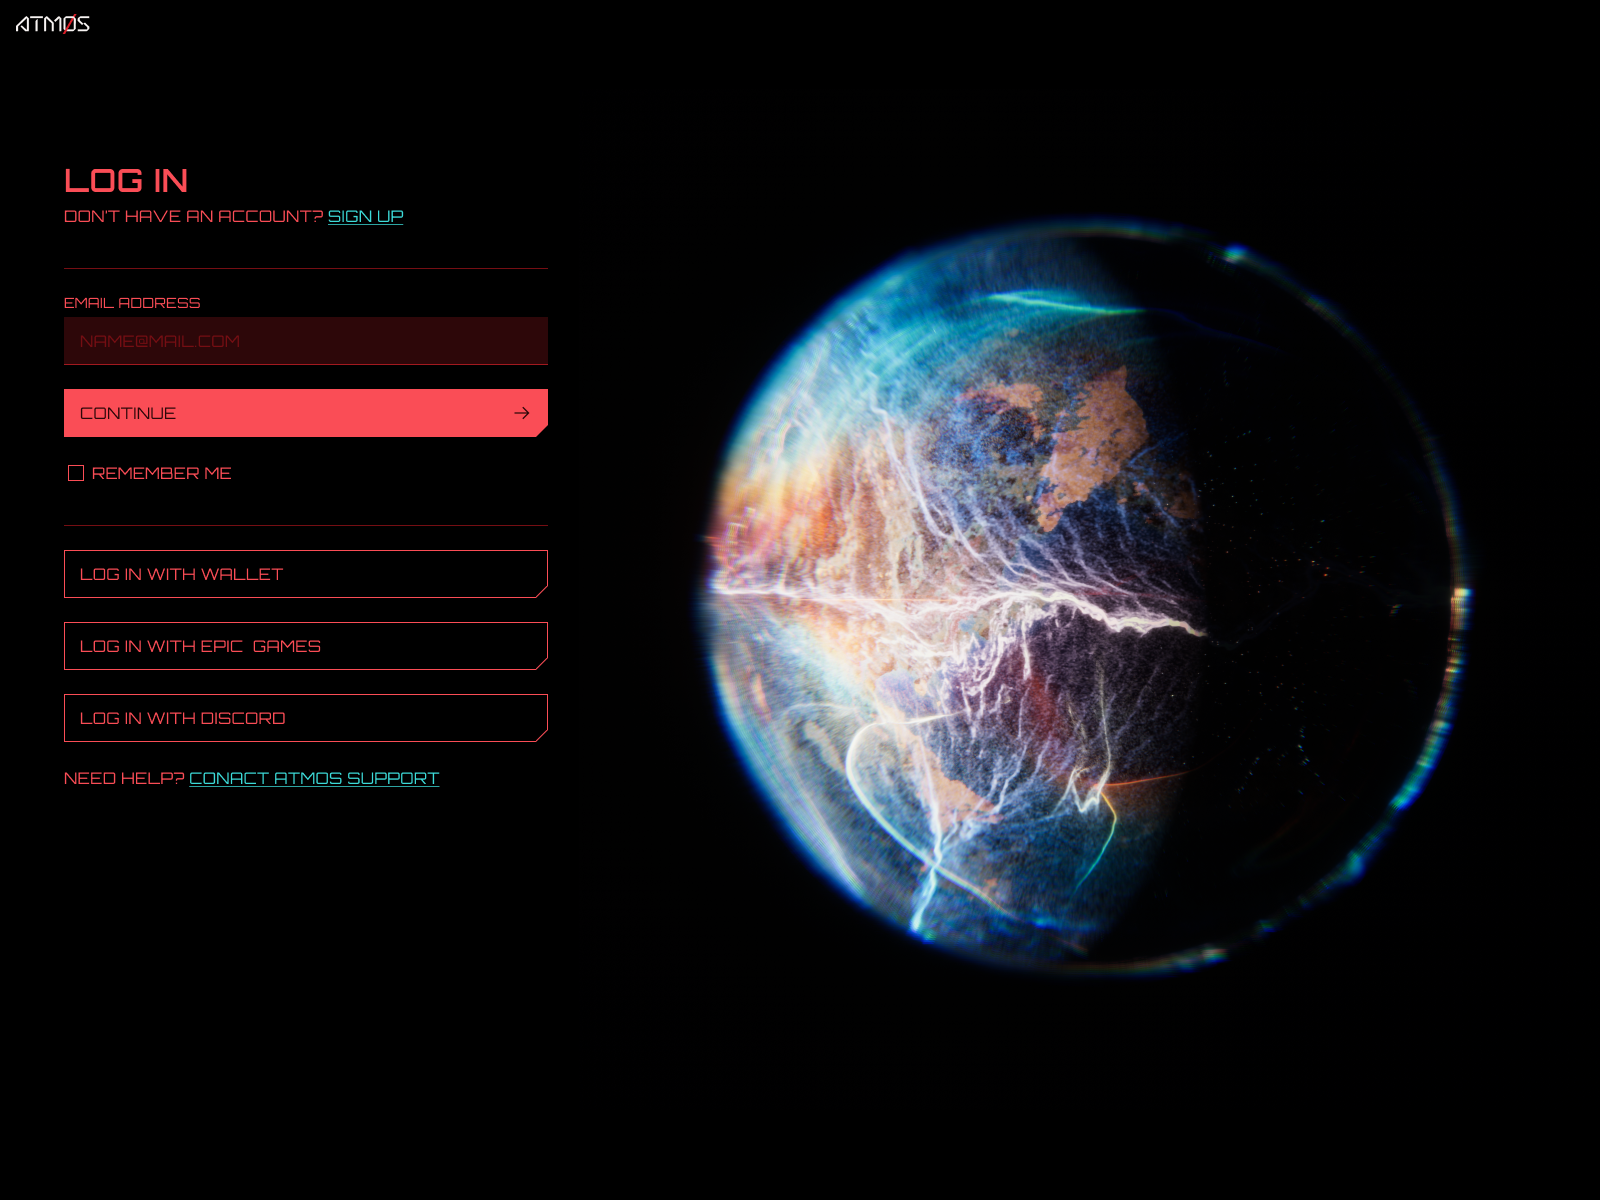 ATMØS
LOG IN
DON'T HAVE AN ACCOUNT? SIGN UP
EMAIL ADDRESS
NAME@MAIL.COM
CONTINUE
REMEMBER ME
LOG IN WITH WALLET
LOG IN WITH EPIC  GAMES
LOG IN WITH DISCORD
NEED HELP? CONACT ATMOS SUPPORT